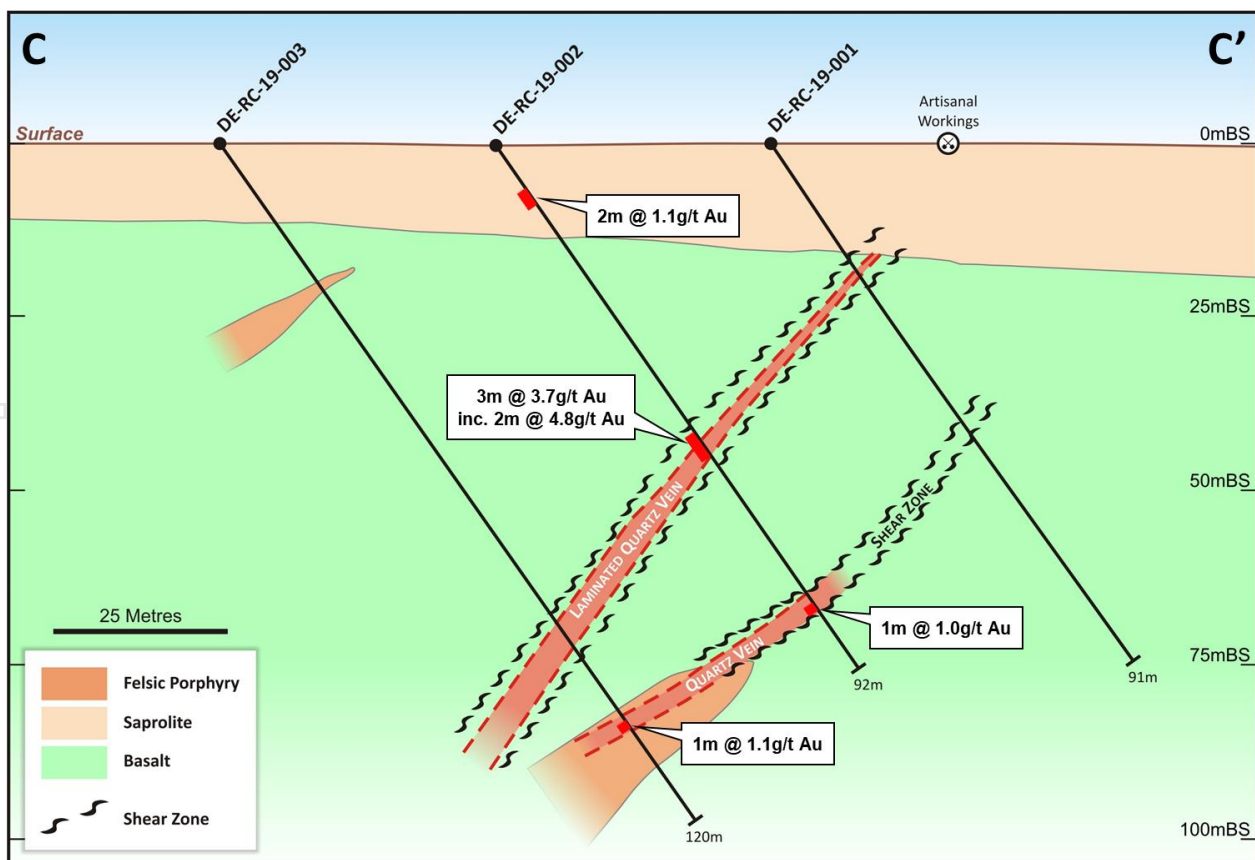 C
C’
DE-RC-19-003
DE-RC-19-002
DE-RC-19-001
Artisanal
Workings
Surface
0mBS
2m @ 1.1g/t Au
25mBS
3m @ 3.7g/t Au
inc. 2m @ 4.8g/t Au
50mBS
LAMINATED QUARTZ VEIN
SHEAR ZONE
25 Metres
1m @ 1.0g/t Au
QUARTZ VEIN
75mBS
92m
91m
1m @ 1.1g/t Au
120m
100mBS
Felsic Porphyry
Saprolite
Basalt
Shear Zone